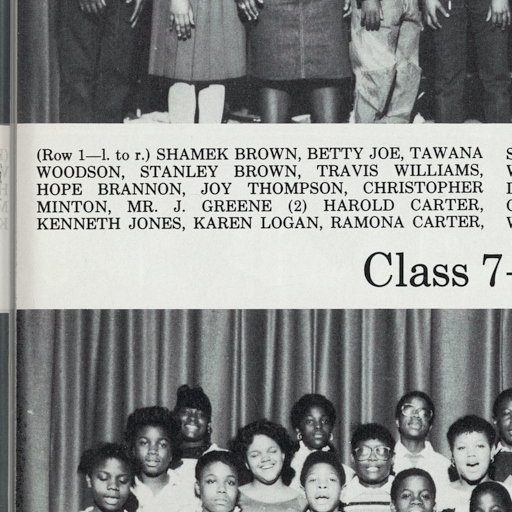 (Row 1—l. to r.) SHAMEK BROWN, BETTY JOE, TAWANA
WOODSON, STANLEY BROWN, TRAVIS WILLIAMS,
HOPE BRANNON, JOY THOMPSON, CHRISTOPHER
MINTON, MR. J. GREENE (2) HAROLD CARTER,
KENNETH JONES, KAREN LOGAN, RAMONA CARTER,
Class 7-